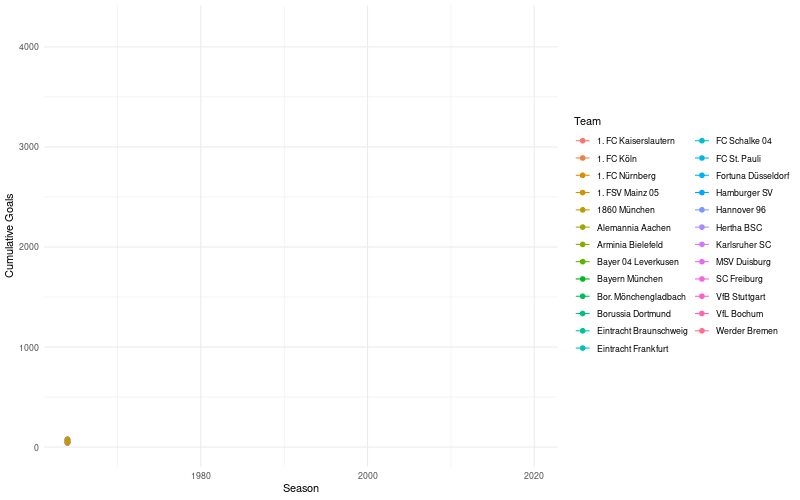 4000
3000
2000
1000
0
Cumulative Goals
1980
2000
2020
Season
Team
1. FC Kaiserslautern
1. FC Köln
1. FC Nürnberg
1. FSV Mainz 05
1860 München
Alemannia Aachen
Arminia Bielefeld
Bayer 04 Leverkusen
Bayern München
Bor. Mönchengladbach
Borussia Dortmund
Eintracht Braunschweig
Eintracht Frankfurt
FC Schalke 04
FC St. Pauli
Fortuna Düsseldorf
Hamburger SV
Hannover 96
Hertha BSC
Karlsruher SC
MSV Duisburg
SC Freiburg
VfB Stuttgart
VfL Bochum
Werder Bremen